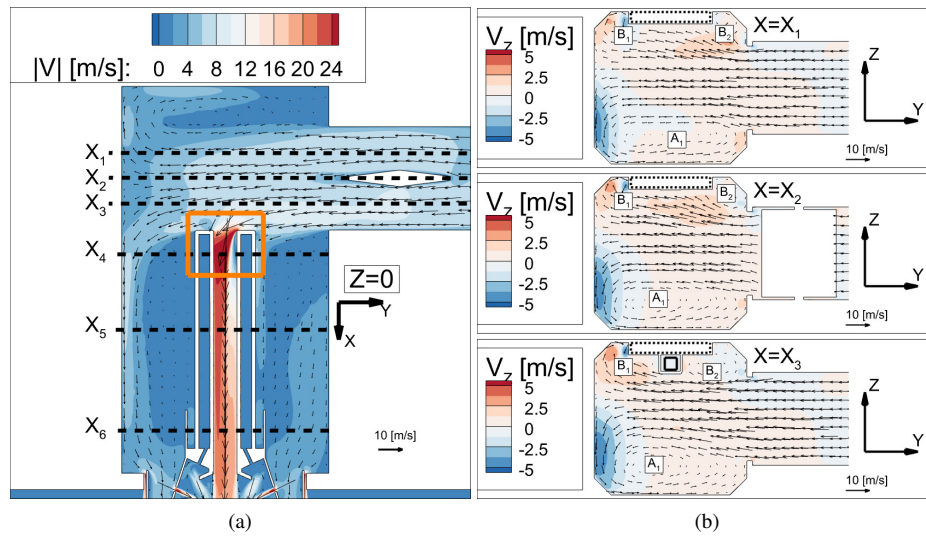 |V| [m/s]: 0 4 8 12 16 20 24
X1
X2
X3
X4
X5
X6
Z=0
Y
X
10 [m/s]
(a)
VZ [m/s]
5
2.5
0
-2.5
-5
B1
B2
A1
X=X1
Z
Y
10 [m/s]
VZ [m/s]
5
2.5
0
-2.5
-5
B1
B2
A1
X=X2
Z
Y
10 [m/s]
VZ [m/s]
5
2.5
0
-2.5
-5
B1
B2
A1
X=X3
Z
Y
10 [m/s]
(b)